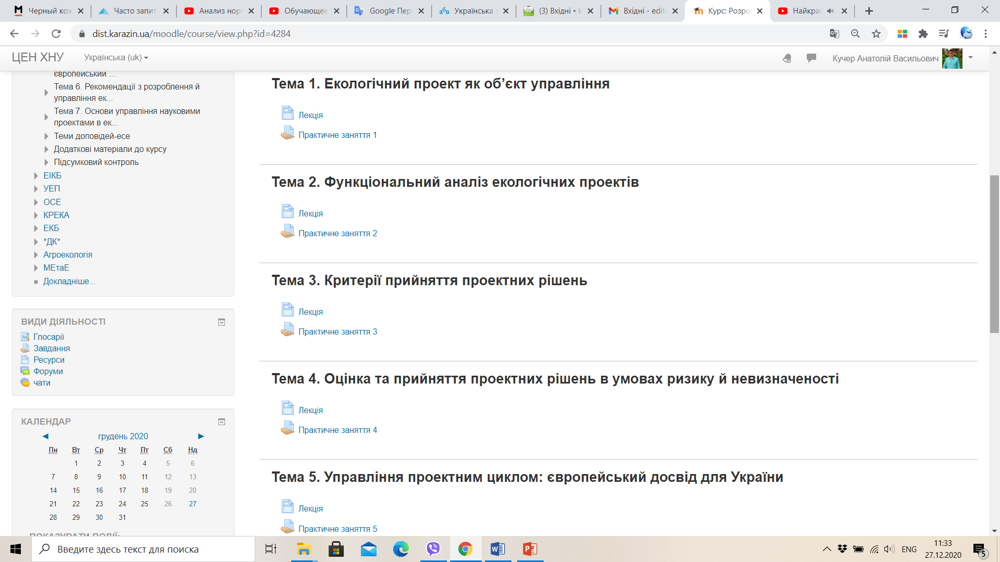 Черный кож
Часто запит
Анализ нор
Обучающее
Google Пер
Українська
(3) Вхідні •
Вхідні - edit
Курс: Розро
Найкра
dist.karazin.ua/moodle/course/view.php?id=4284
ЦЕН ХНУ
Українська (uk)
Кучер Анатолій Васильович
європейський ...
Тема 6. Рекомендації з розроблення й
управління ек...
Тема 7. Основи управління науковими
проектами в ек...
Теми доповідей-есе
Додаткові матеріали до курсу
Підсумковий контроль
ЕІКБ
УЕП
ОСЕ
КРЕКА
ЕКБ
*ДК*
Агроекологія
МЕтаЕ
Докладніше...
ВИДИ ДІЯЛЬНОСТІ
Глосарії
Завдання
Ресурси
Форуми
чати
КАЛЕНДАР
грудень 2020
Пн Вт Ср Чт Пт Сб Нд
1 2 3 4 5 6
7 8 9 10 11 12 13
14 15 16 17 18 19 20
21 22 23 24 25 26 27
28 29 30 31
ПОКАЗУВАТИ ПОДІЇ:
Тема 1. Екологічний проект як об’єкт управління
Лекція
Практичне заняття 1
Тема 2. Функціональний аналіз екологічних проектів
Лекція
Практичне заняття 2
Тема 3. Критерії прийняття проектних рішень
Лекція
Практичне заняття 3
Тема 4. Оцінка та прийняття проектних рішень в умовах ризику й невизначеності
Лекція
Практичне заняття 4
Тема 5. Управління проектним циклом: європейський досвід для України
Лекція
Практичне заняття 5
Введите здесь текст для поиска
ENG
11:33
27.12.2020
5